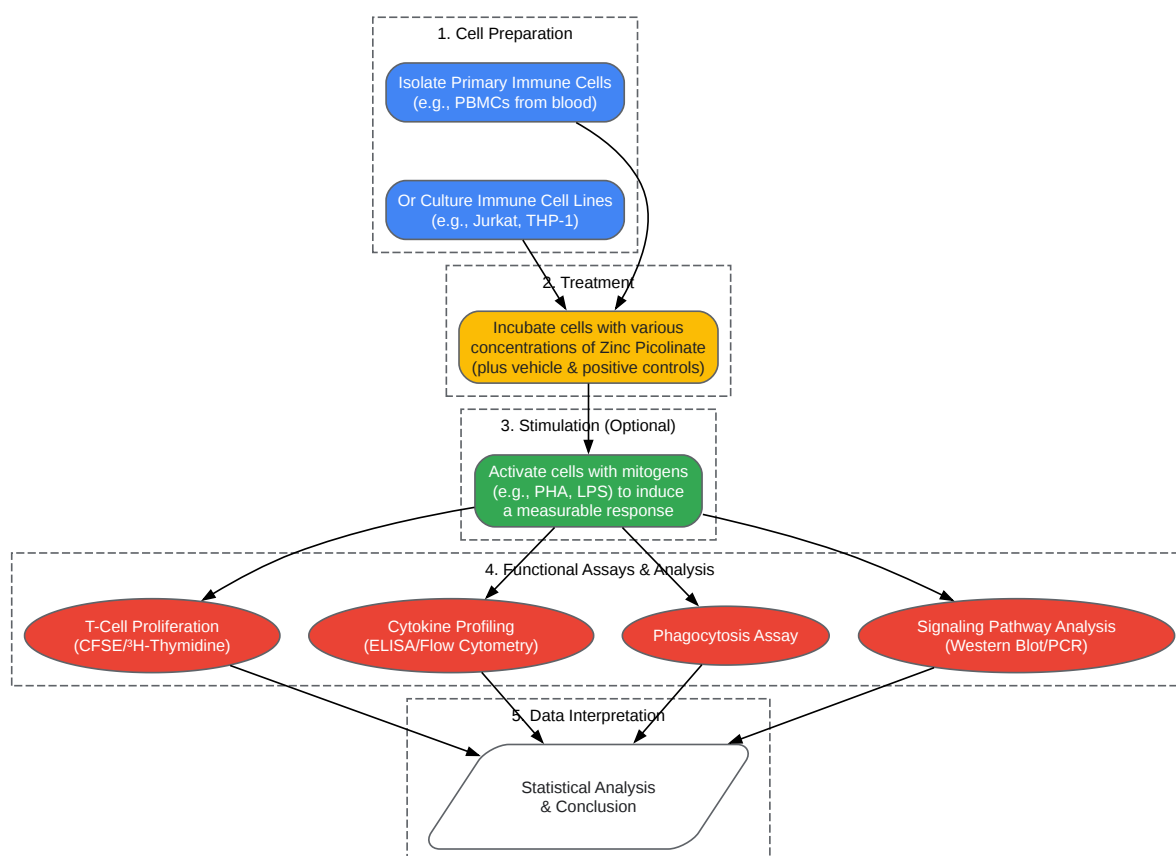 1. Cell Preparation
Isolate Primary Immune Cells
(e.g., PBMCs from blood)
Or Culture Immune Cell Lines
(e.g., Jurkat, THP-1)
2. Treatment
Incubate cells with various
concentrations of Zinc Picolinate
(plus vehicle & positive controls)
3. Stimulation (Optional)
Activate cells with mitogens
(e.g., PHA, LPS) to induce
a measurable response
4. Functional Assays & Analysis
T-Cell Proliferation
(CFSE/³H-Thymidine)
Cytokine Profiling
(ELISA/Flow Cytometry)
Phagocytosis Assay
Signaling Pathway Analysis
(Western Blot/PCR)
5. Data Interpretation
Statistical Analysis
& Conclusion